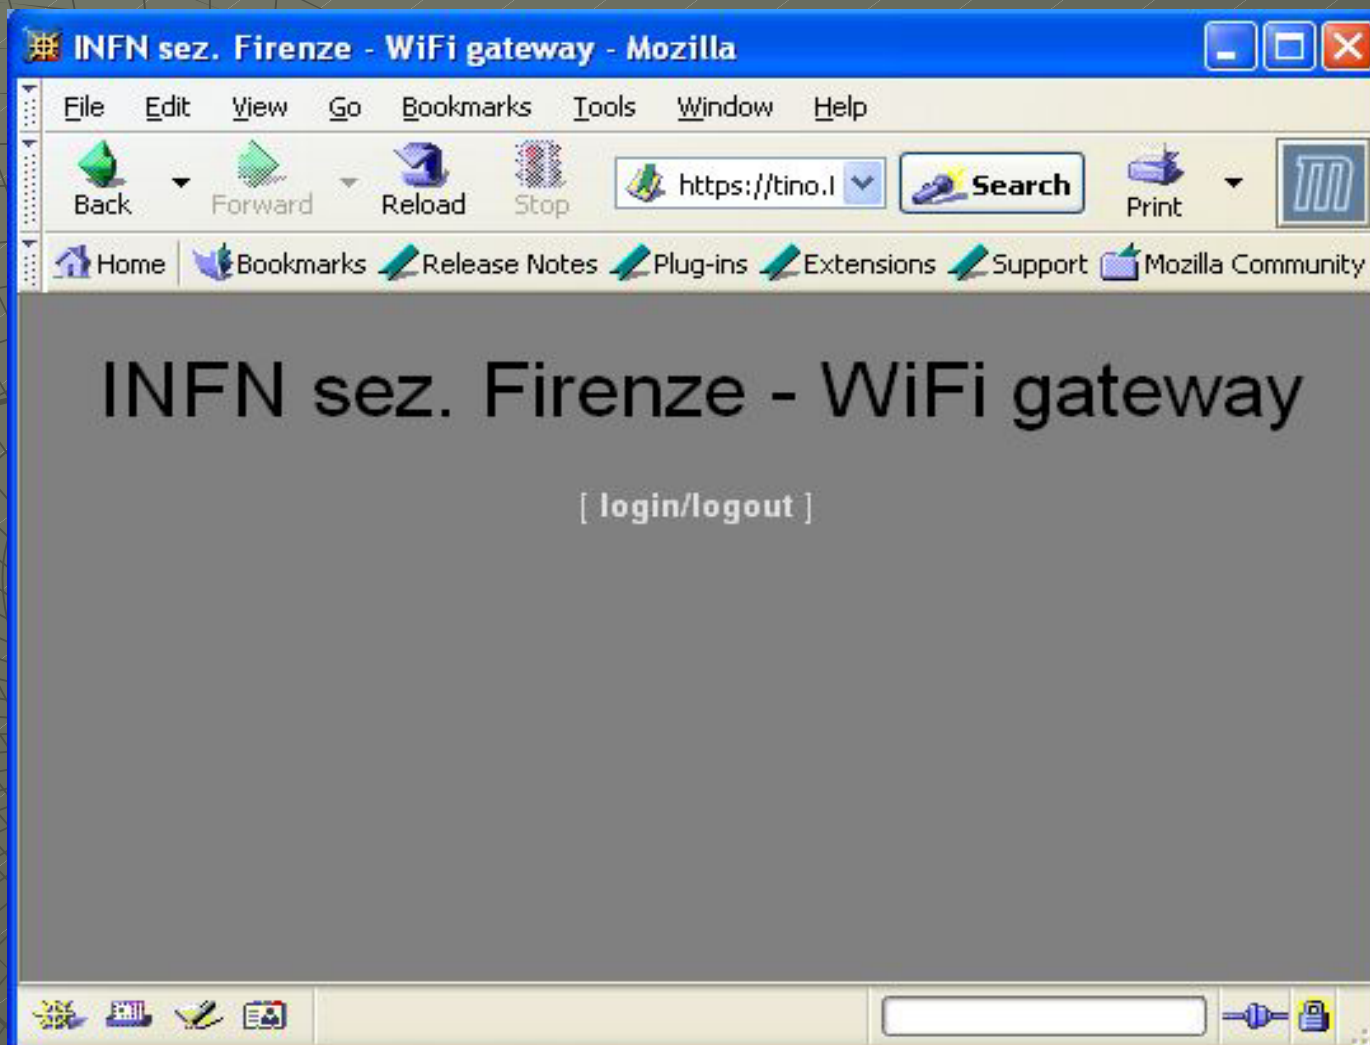 INFN sez. Firenze - WiFi gateway - Mozilla
File Edit View Go Bookmarks Tools Window Help
Back Forward Reload Stop https://tino. Search Print
Home Bookmarks Release Notes Plug-ins Extensions Support Mozilla Community
INFN sez. Firenze - WiFi gateway
[ login/logout ]